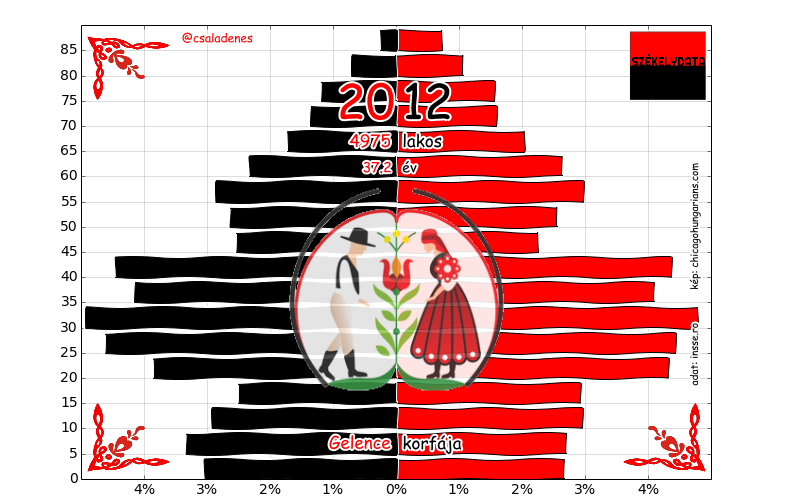 @csaladenes
SZÉKELYDATA
2012
4975 lakos
37,2 év
kép: chicagohungarians.com/
adat: insse.ro,
Gelence korfája
85
80
75
70
65
60
55
50
45
40
35
30
25
20
15
10
5
0
4% 3% 2% 1% 0% 1% 2% 3% 4%